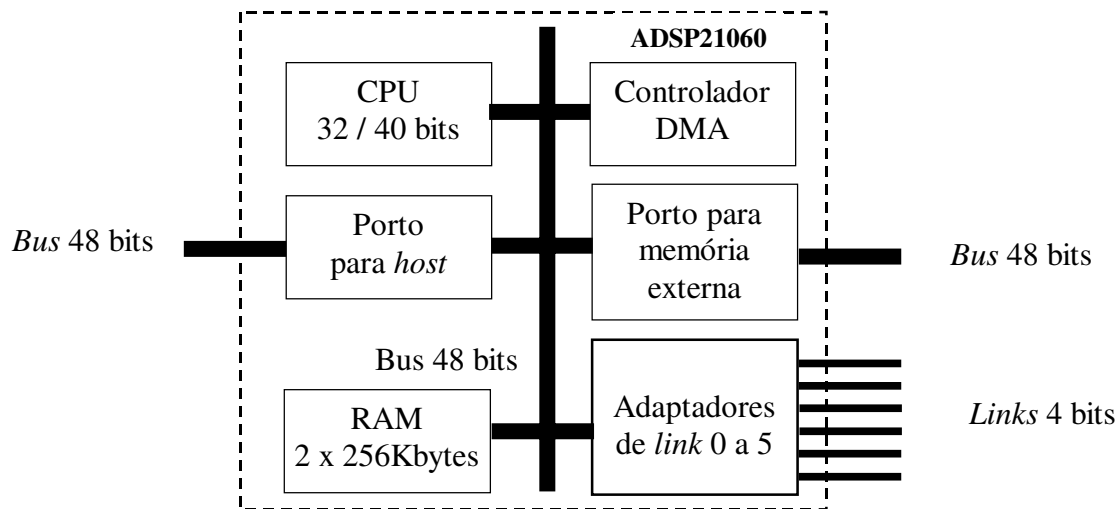 ADSP21060
CPU
32 / 40 bits
Controlador
DMA
Bus 48 bits
Porto
para host
Porto para
memória
externa
Bus 48 bits
Bus 48 bits
RAM
2 x 256Kbytes
Adaptadores
de link 0 a 5
Links 4 bits